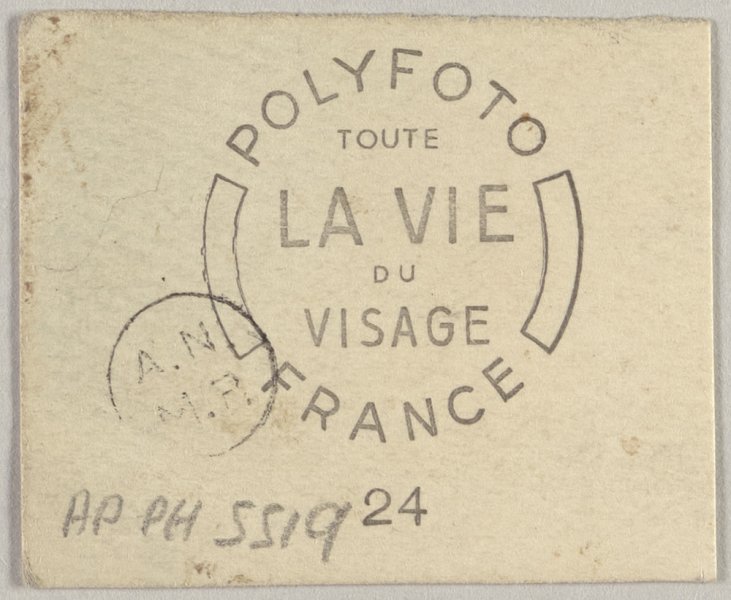 POLYFOTO
TOUTE
LA VIE
DU
VISAGE
FRANCE
A.N.
M.P.
AP PH 5519
24